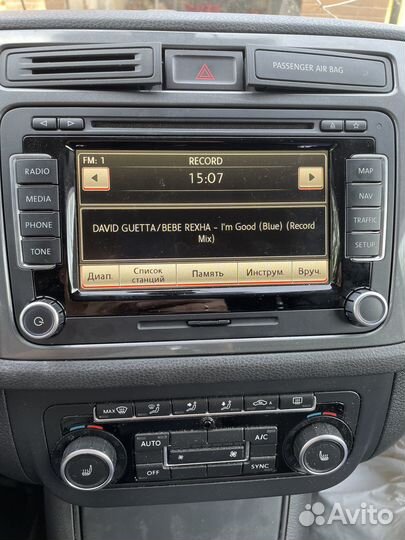 PASSENGER AIR BAG
FM: 1
RECORD
15:07
DAVID GUETTA/BEBE REXHA - I'm Good (Blue) (Record
Mix)
Диап.
Список
станций
Память
Инструм.
Вруч.
RADIO
MEDIA
PHONE
TONE
MAP
NAV
TRAFFIC
SETUP
MAX
AUTO
OFF
A/C
SYNC
Avito